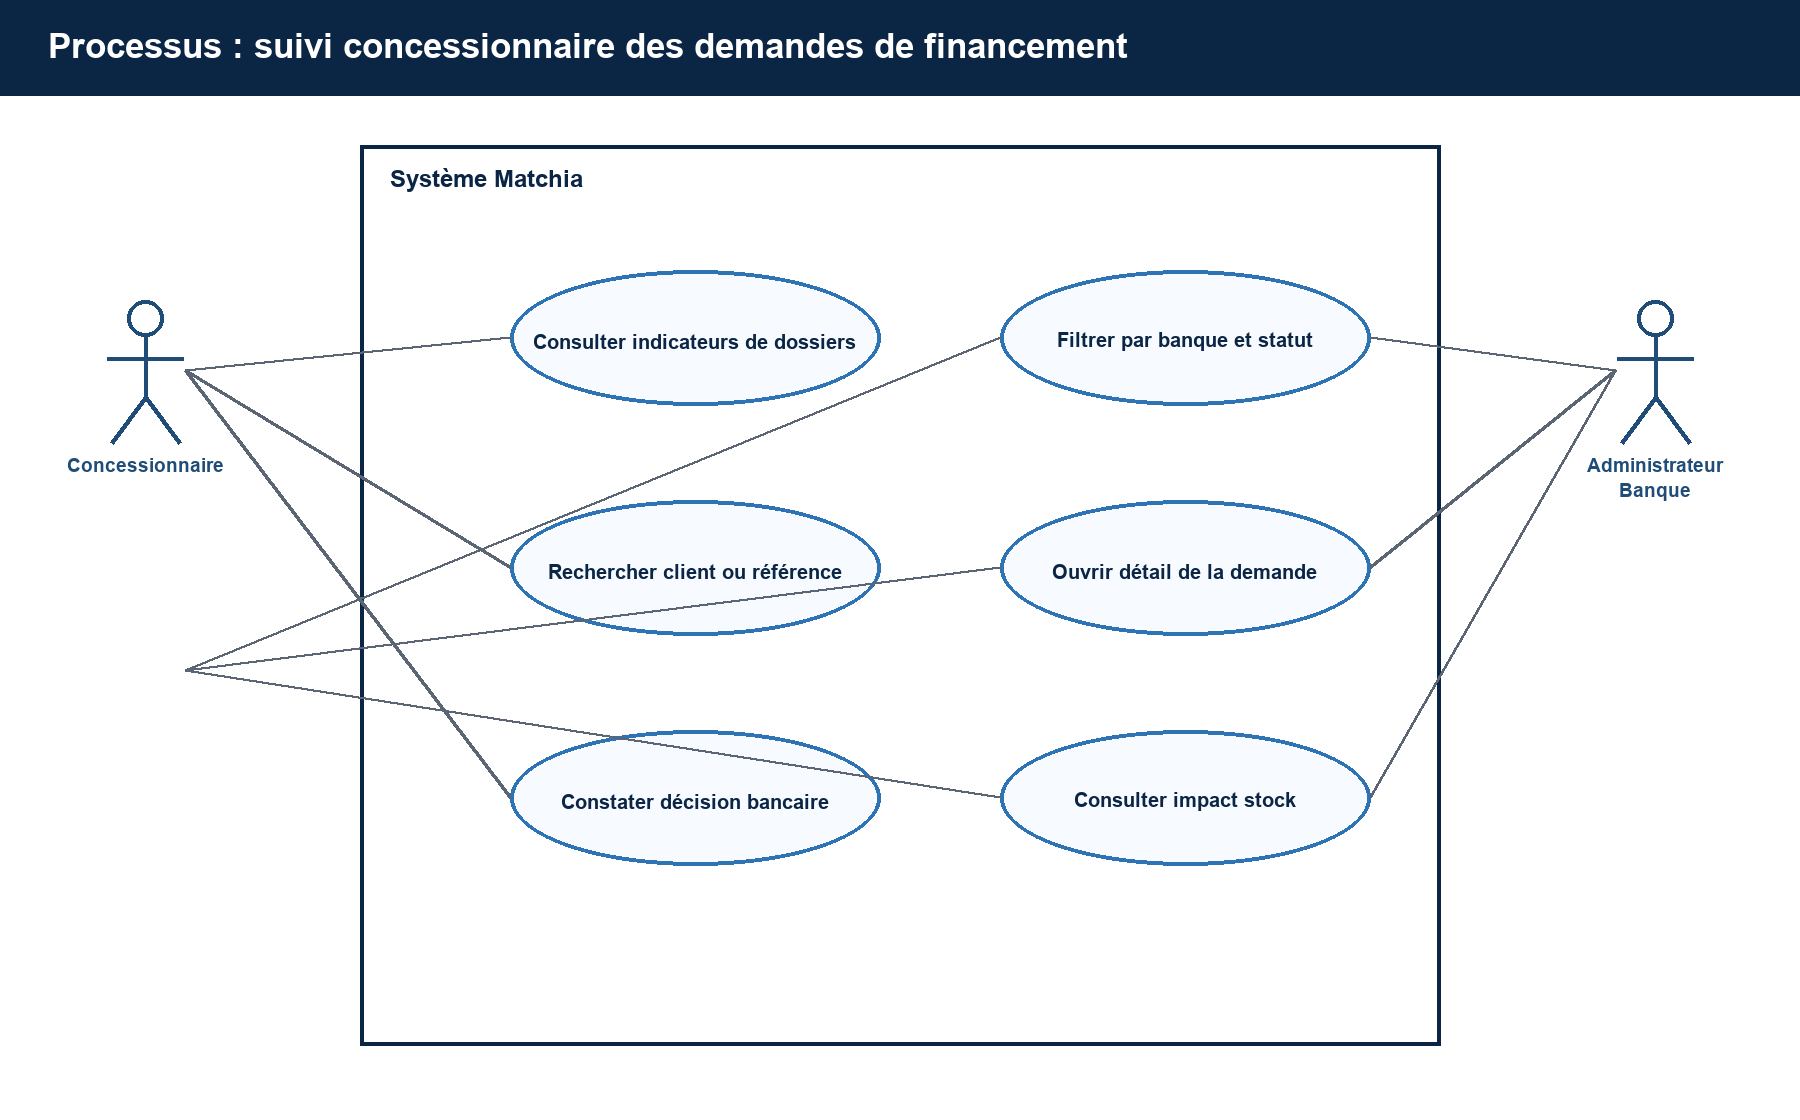 Processus : suivi concessionnaire des demandes de financement
Système Matchia
Consulter indicateurs de dossiers
Filtrer par banque et statut
Concessionnaire
Administrateur
Banque
Rechercher client ou référence
Ouvrir détail de la demande
Constater décision bancaire
Consulter impact stock